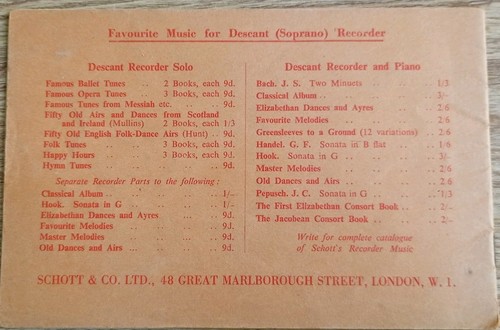 Favourite Music for Descant (Soprano) Recorder
Descant Recorder Solo
Famous Ballet Tunes .. 2 Books, each 9d.
Famous Opera Tunes .. 3 Books, each 9d.
Famous Tunes from Messiah etc. .. .. 9d.
Fifty Old Airs and Dances from Scotland
and Ireland (Mullins) 2 Books, each 1/3
Fifty Old English Folk-Dance Airs (Hunt) .. 9d.
Folk Tunes .. .. 3 Books, each 9d.
Happy Hours .. .. 3 Books, each 9d.
Hymn Tunes .. .. .. .. 9d.
Separate Recorder Parts to the following:
Classical Album .. .. .. .. 1/-
Hook. Sonata in G .. .. .. 1/-
Elizabethan Dances and Ayres .. .. 9d.
Favourite Melodies .. .. .. .. 9d.
Master Melodies .. .. .. .. 9d.
Old Dances and Airs .. .. .. 9d.
Descant Recorder and Piano
Bach. J. S. Two Minuets .. .. 1/3
Classical Album .. .. .. .. 3/-
Elizabethan Dances and Ayres .. .. 2/6
Favourite Melodies .. .. .. .. 2/6
Greensleeves to a Ground (12 variations) .. 2/6
Handel. G. F. Sonata in B flat .. .. 1/6
Hook. Sonata in G .. .. .. 3/-
Master Melodies .. .. .. .. 2/6
Old Dances and Airs .. .. .. 2/6
Pepusch. J. C. Sonata in G .. .. 1/3
The First Elizabethan Consort Book .. .. 2/-
The Jacobean Consort Book .. .. .. 2/-
Write for complete catalogue
of Schott's Recorder Music
SCHOTT & CO. LTD., 48 GREAT MARLBOROUGH STREET, LONDON, W. 1.